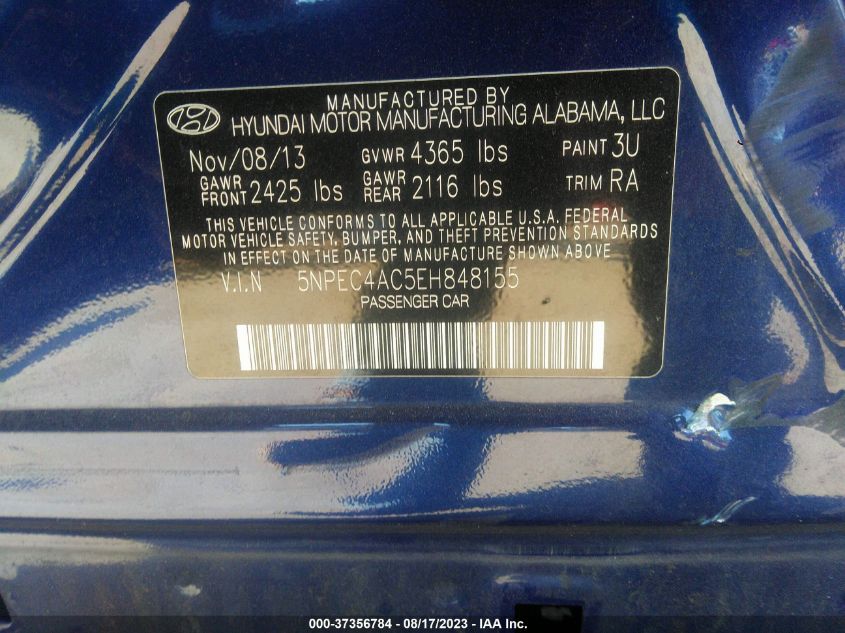 MANUFACTURED BY
HYUNDAI MOTOR MANUFACTURING ALABAMA, LLC
Nov/08/13 GVWR 4365 lbs PAINT 3U
GAWR FRONT 2425 lbs GAWR REAR 2116 lbs TRIM RA
THIS VEHICLE CONFORMS TO ALL APPLICABLE U.S.A. FEDERAL
MOTOR VEHICLE SAFETY, BUMPER, AND THEFT PREVENTION STANDARDS
IN EFFECT ON THE DATE OF MANUFACTURE SHOWN ABOVE.
V.I.N 5NPEC4AC5EH848155
PASSENGER CAR
000-37356784 - 08/17/2023 - IAA Inc.